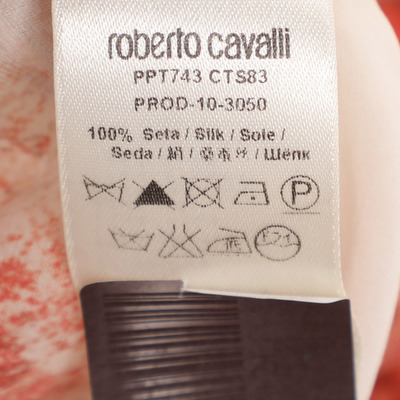 roberto cavalli
PPT743 CTS83
PROD-10-3050
100% Seta / Silk / Soie /
Seda / 絹 / / Шёлк
P